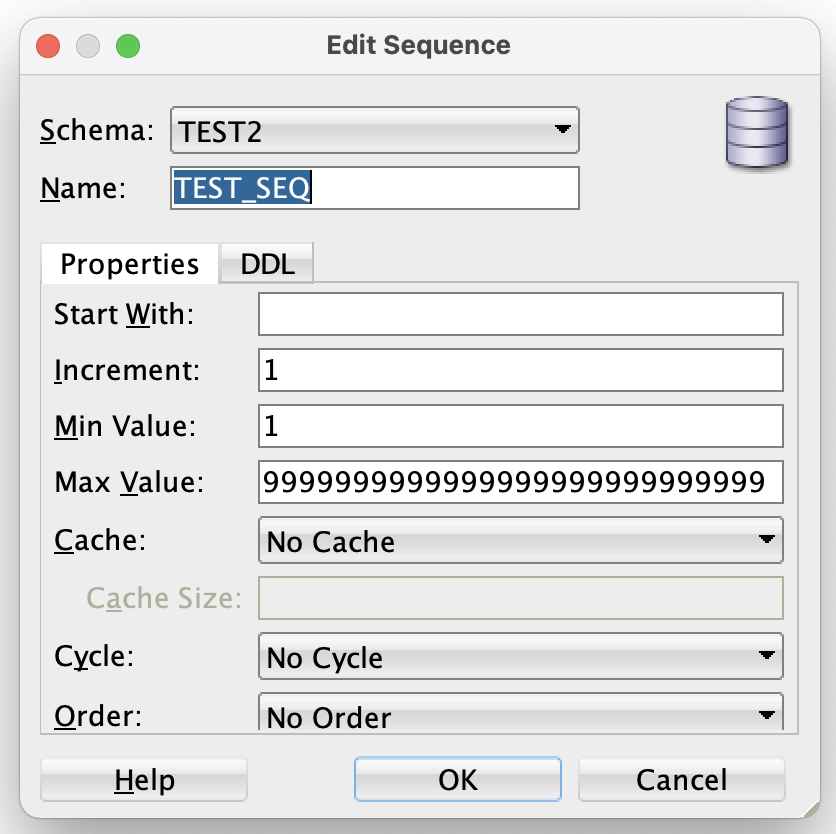 Edit Sequence
Schema: TEST2
Name: TEST_SEQ
Properties DDL
Start With:
Increment: 1
Min Value: 1
Max Value: 9999999999999999999999999999
Cache: No Cache
Cache Size:
Cycle: No Cycle
Order: No Order
Help OK Cancel